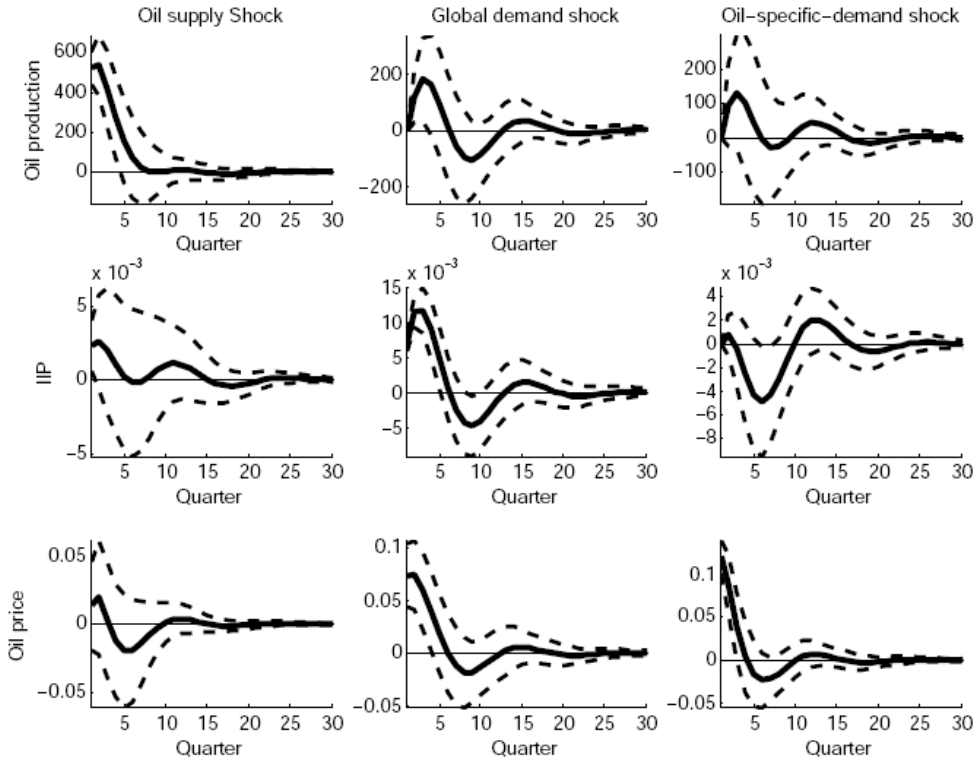 Oil supply Shock Global demand shock Oil−specific−demand shock
Oil production
600
400
200
0
5 10 15 20 25 30
Quarter
200
0
−200
5 10 15 20 25 30
Quarter
200
100
0
−100
5 10 15 20 25 30
Quarter
IIP
x 10−3
5
0
−5
5 10 15 20 25 30
Quarter
x 10−3
15
10
5
0
−5
5 10 15 20 25 30
Quarter
x 10−3
4
2
0
−2
−4
−6
−8
5 10 15 20 25 30
Quarter
Oil price
0.05
0
−0.05
5 10 15 20 25 30
Quarter
0.1
0.05
0
−0.05
5 10 15 20 25 30
Quarter
0.1
0.05
0
−0.05
5 10 15 20 25 30
Quarter